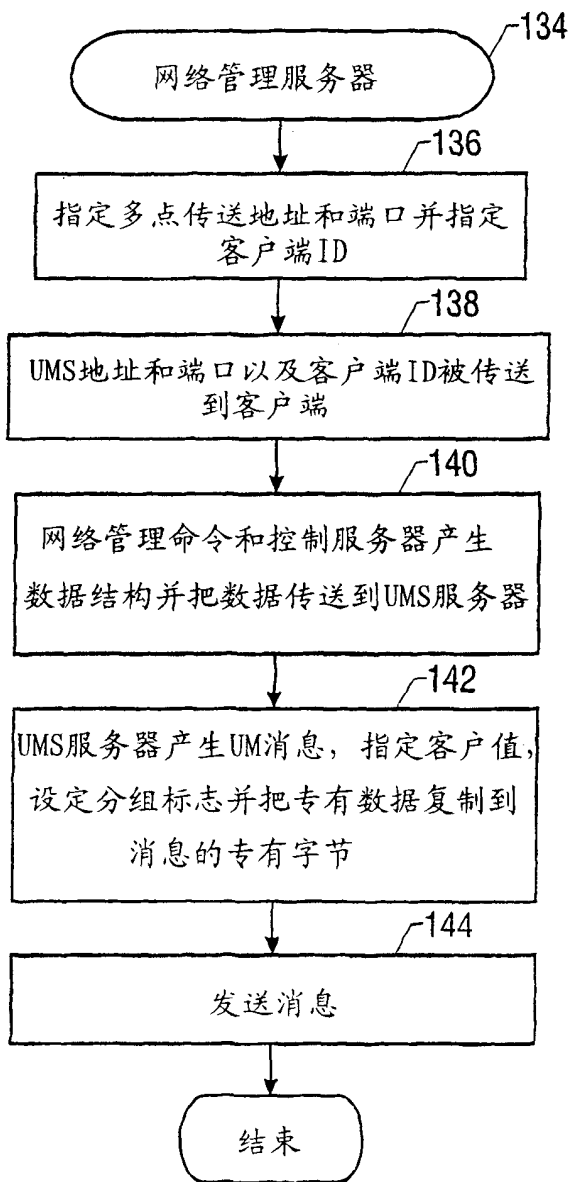 134
网络管理服务器
136
指定多点传送地址和端口并指定
客户端ID
138
UMS地址和端口以及客户端ID被传送
到客户端
140
网络管理命令和控制服务器产生
数据结构并把数据传送到UMS服务器
142
UMS服务器产生UM消息，指定客户值，
设定分组标志并把专有数据复制到
消息的专有字节
144
发送消息
结束